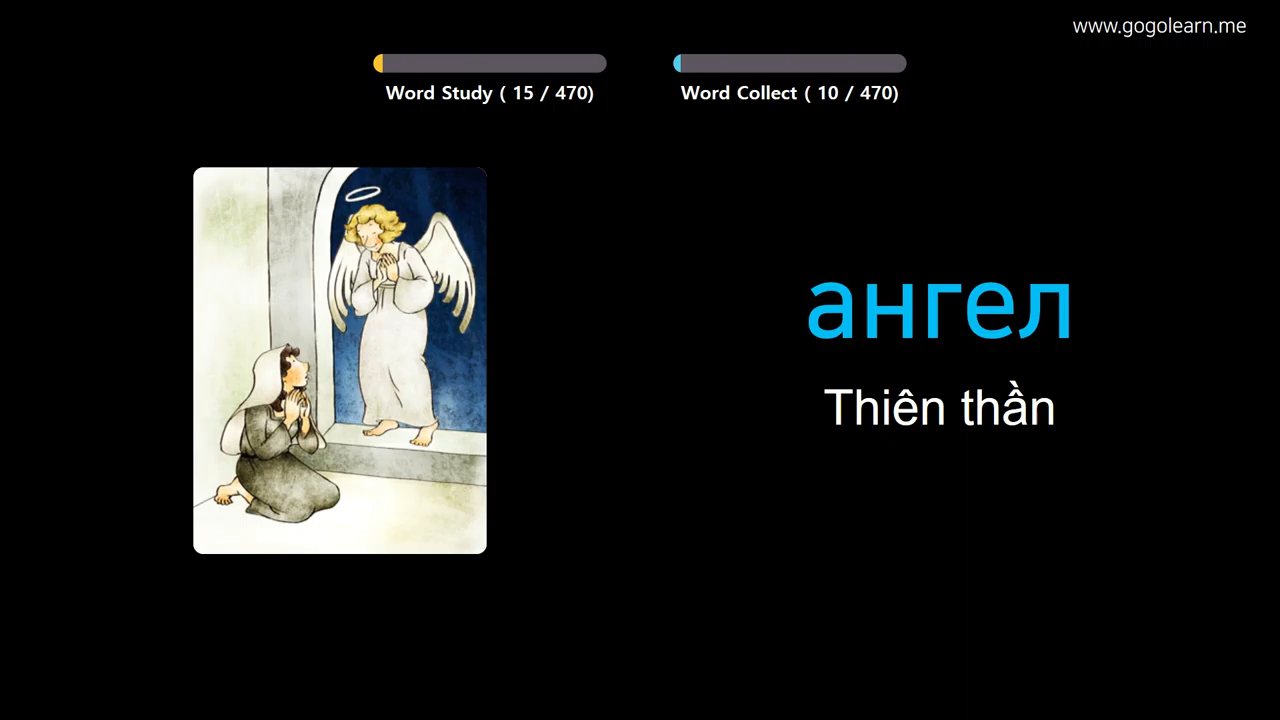 www.gogolearn.me
Word Study ( 15 / 470)
Word Collect ( 10 / 470)
ангел
Thiên thần